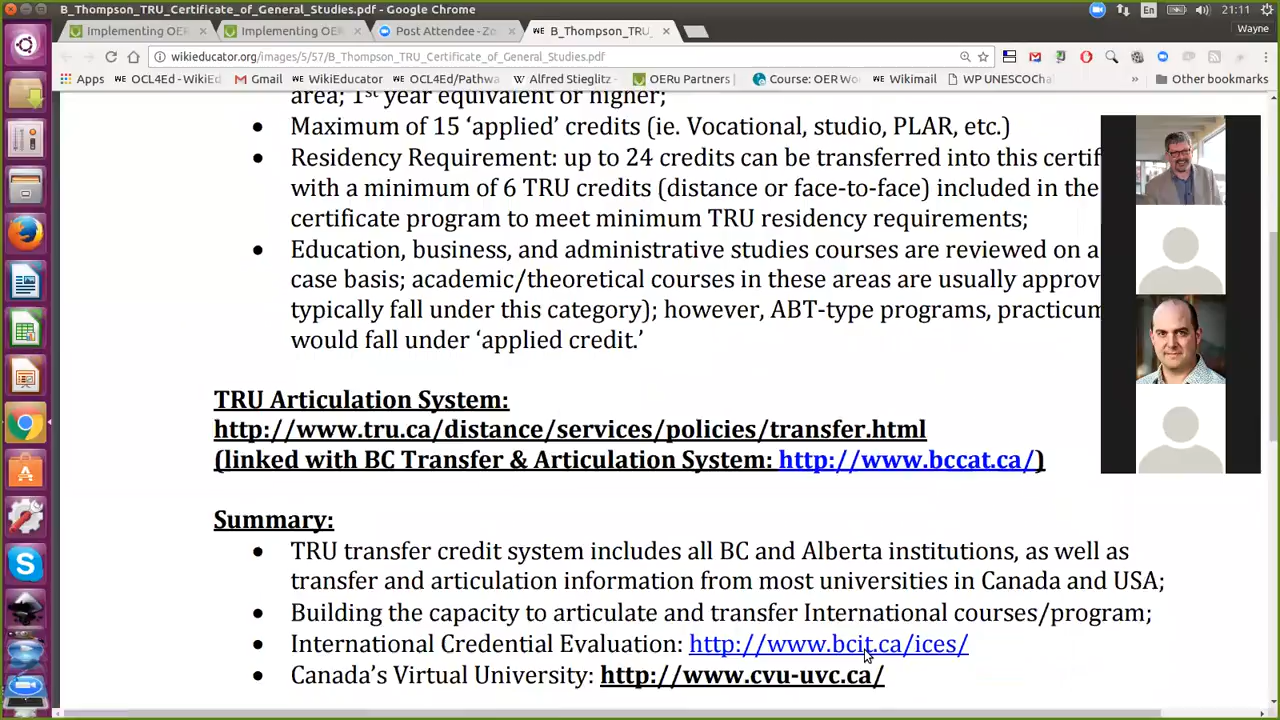 B_Thompson_TRU_Certificate_of_General_Studies.pdf - Google Chrome
En
21:11
Implementing OER
Implementing OER
Post Attendee - Zo
B_Thompson_TRU_
Wayne
wikieducator.org/images/5/57/B_Thompson_TRU_Certificate_of_General_Studies.pdf
Apps
OCL4Ed - WikiEd
Gmail
WikiEducator
OCL4Ed/Pathwa
Alfred Stieglitz -
OERu Partners |
Course: OER Wo
Wikimail
WP UNESCOCha
»
Other bookmarks
area; 1st year equivalent or higher;
• Maximum of 15 ‘applied’ credits (ie. Vocational, studio, PLAR, etc.)
• Residency Requirement: up to 24 credits can be transferred into this certif
with a minimum of 6 TRU credits (distance or face-to-face) included in the
certificate program to meet minimum TRU residency requirements;
• Education, business, and administrative studies courses are reviewed on a
case basis; academic/theoretical courses in these areas are usually approv
typically fall under this category); however, ABT-type programs, practicum
would fall under ‘applied credit.’
TRU Articulation System:
http://www.tru.ca/distance/services/policies/transfer.html
(linked with BC Transfer & Articulation System: http://www.bccat.ca/)
Summary:
• TRU transfer credit system includes all BC and Alberta institutions, as well as
transfer and articulation information from most universities in Canada and USA;
• Building the capacity to articulate and transfer International courses/program;
• International Credential Evaluation: http://www.bcit.ca/ices/
• Canada’s Virtual University: http://www.cvu-uvc.ca/